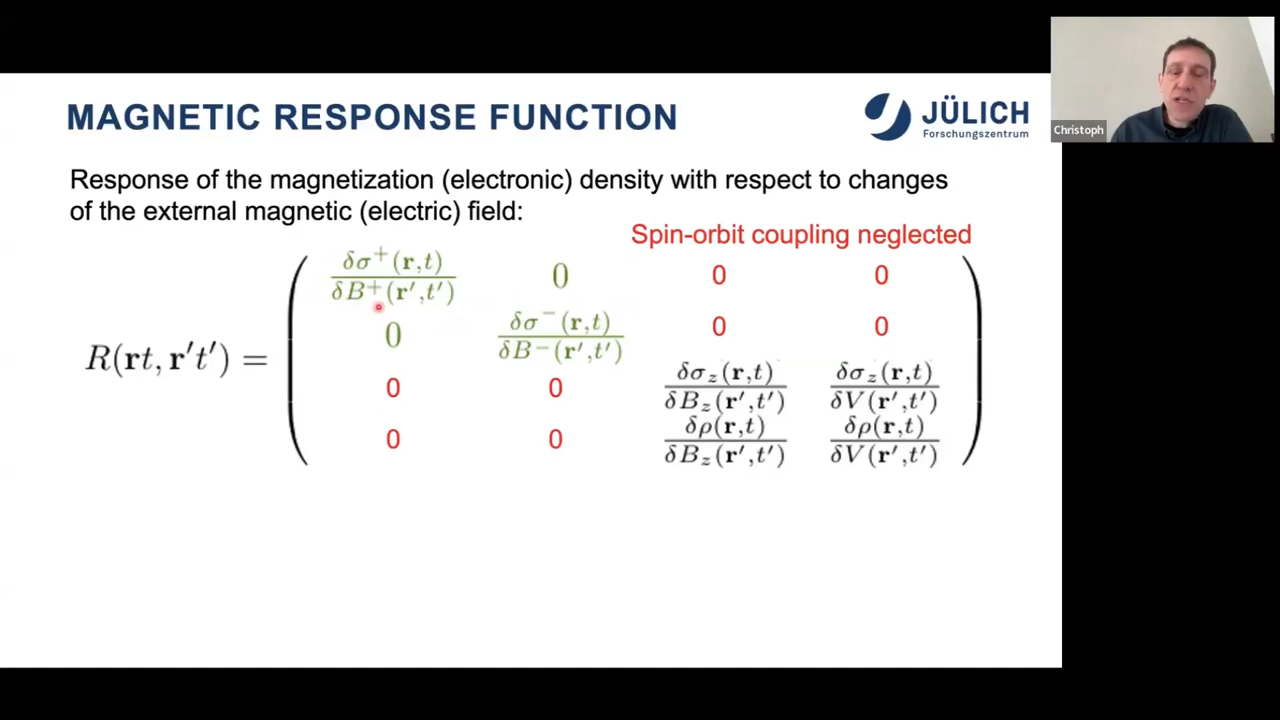 MAGNETIC RESPONSE FUNCTION
JÜLICH
Forschungszentrum
Christoph
Response of the magnetization (electronic) density with respect to changes
of the external magnetic (electric) field:
Spin-orbit coupling neglected
δσ⁺(r,t) / δB⁺(r′,t′) 0 0 0
R(rt, r′t′) =
0 δσ⁻(r,t) / δB⁻(r′,t′) 0 0
0 0 δσ_z(r,t) / δB_z(r′,t′) δσ_z(r,t) / δV(r′,t′)
0 0 δρ(r,t) / δB_z(r′,t′) δρ(r,t) / δV(r′,t′)